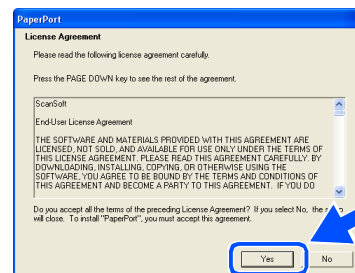 PaperPort
License Agreement
Please read the following license agreement carefully.
Press the PAGE DOWN key to see the rest of the agreement.
ScanSoft
End-User License Agreement
THE SOFTWARE AND MATERIALS PROVIDED WITH THIS AGREEMENT ARE
LICENSED, NOT SOLD, AND AVAILABLE FOR USE ONLY UNDER THE TERMS OF
THIS LICENSE AGREEMENT. PLEASE READ THIS AGREEMENT CAREFULLY. BY
DOWNLOADING, INSTALLING, COPYING, OR OTHERWISE USING THE
SOFTWARE, YOU AGREE TO BE BOUND BY THE TERMS AND CONDITIONS OF
THIS AGREEMENT AND BECOME A PARTY TO THIS AGREEMENT. IF YOU DO
Do you accept all the terms of the preceding License Agreement? If you select No, the
will close. To install "PaperPort", you must accept this agreement.
Yes
No